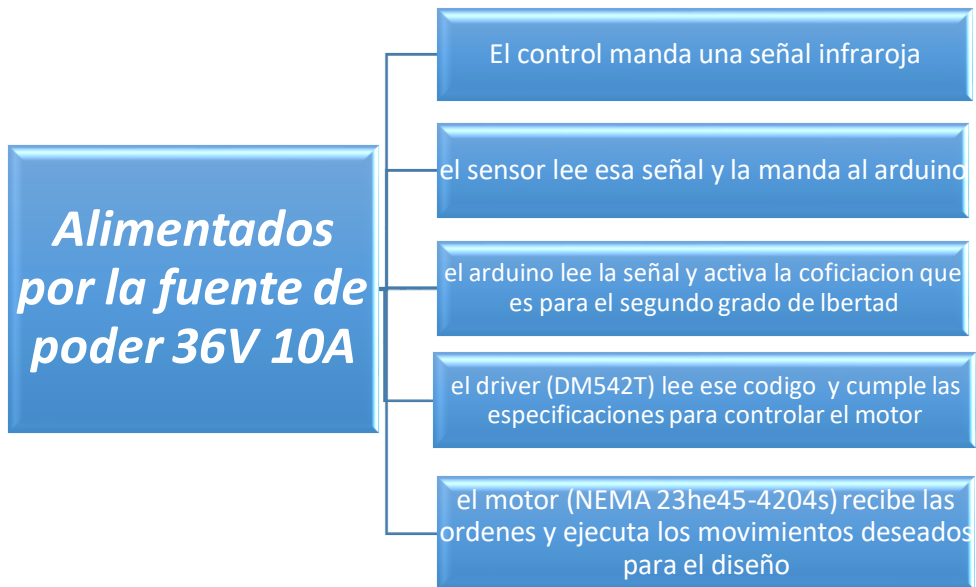 Alimentados
por la fuente de
poder 36V 10A
El control manda una señal infraroja
el sensor lee esa señal y la manda al arduino
el arduino lee la señal y activa la coficiacion que
es para el segundo grado de lbertad
el driver (DM542T) lee ese codigo y cumple las
especificaciones para controlar el motor
el motor (NEMA 23he45-4204s) recibe las
ordenes y ejecuta los movimientos deseados
para el diseño